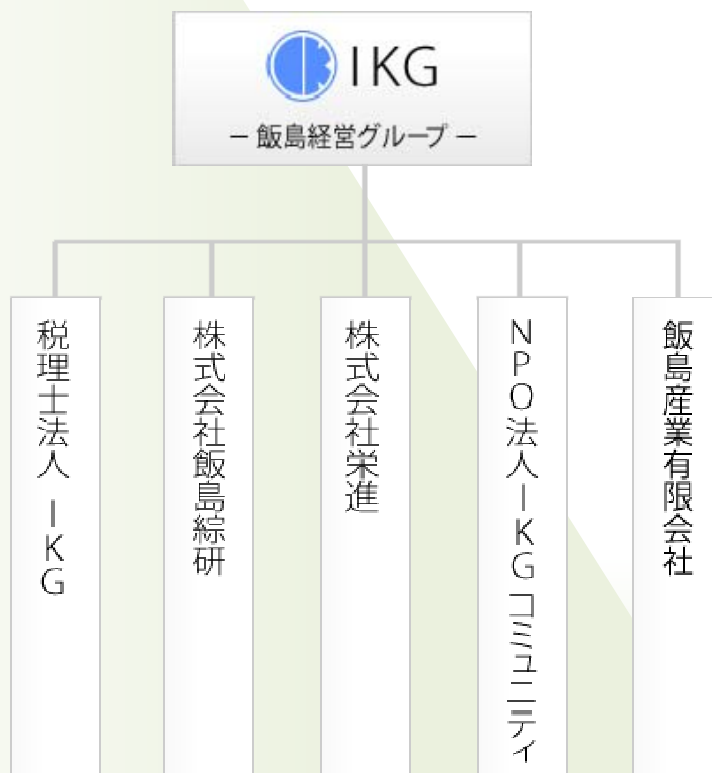 IKG
― 飯島経営グループ ―
税理士法人 IKG
株式会社飯島綜研
株式会社栄進
NPO法人IKGコミュニティ
飯島産業有限会社